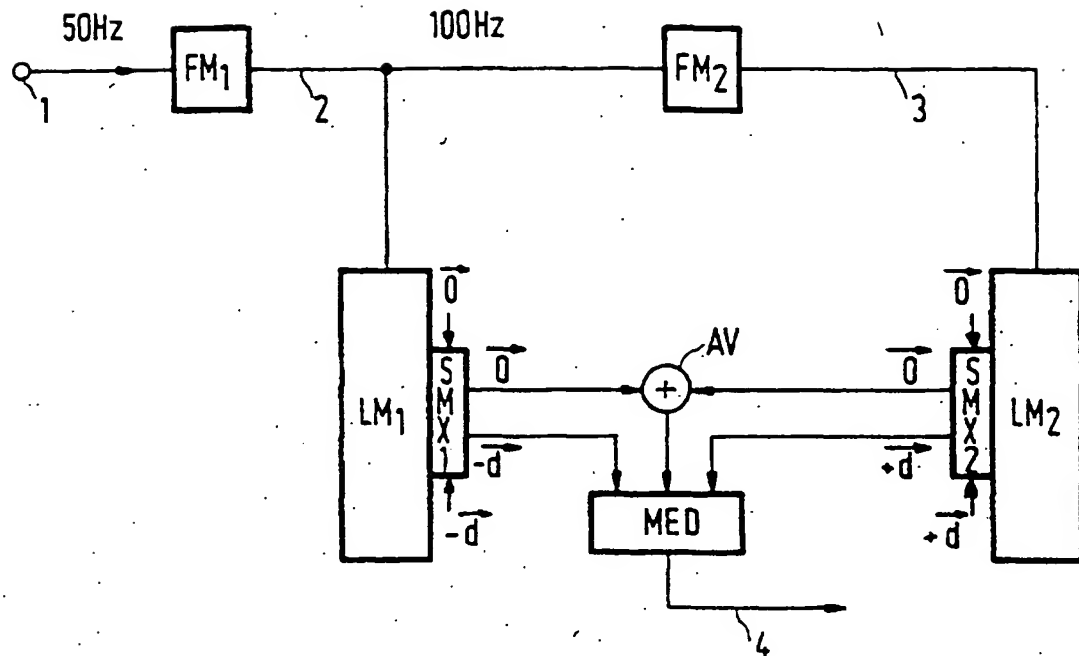 50Hz
100Hz
FM1
FM2
1
2
3
0
0
SMX1
SMX2
LM1
LM2
0
0
AV
+
-d
+d
-d
+d
MED
4